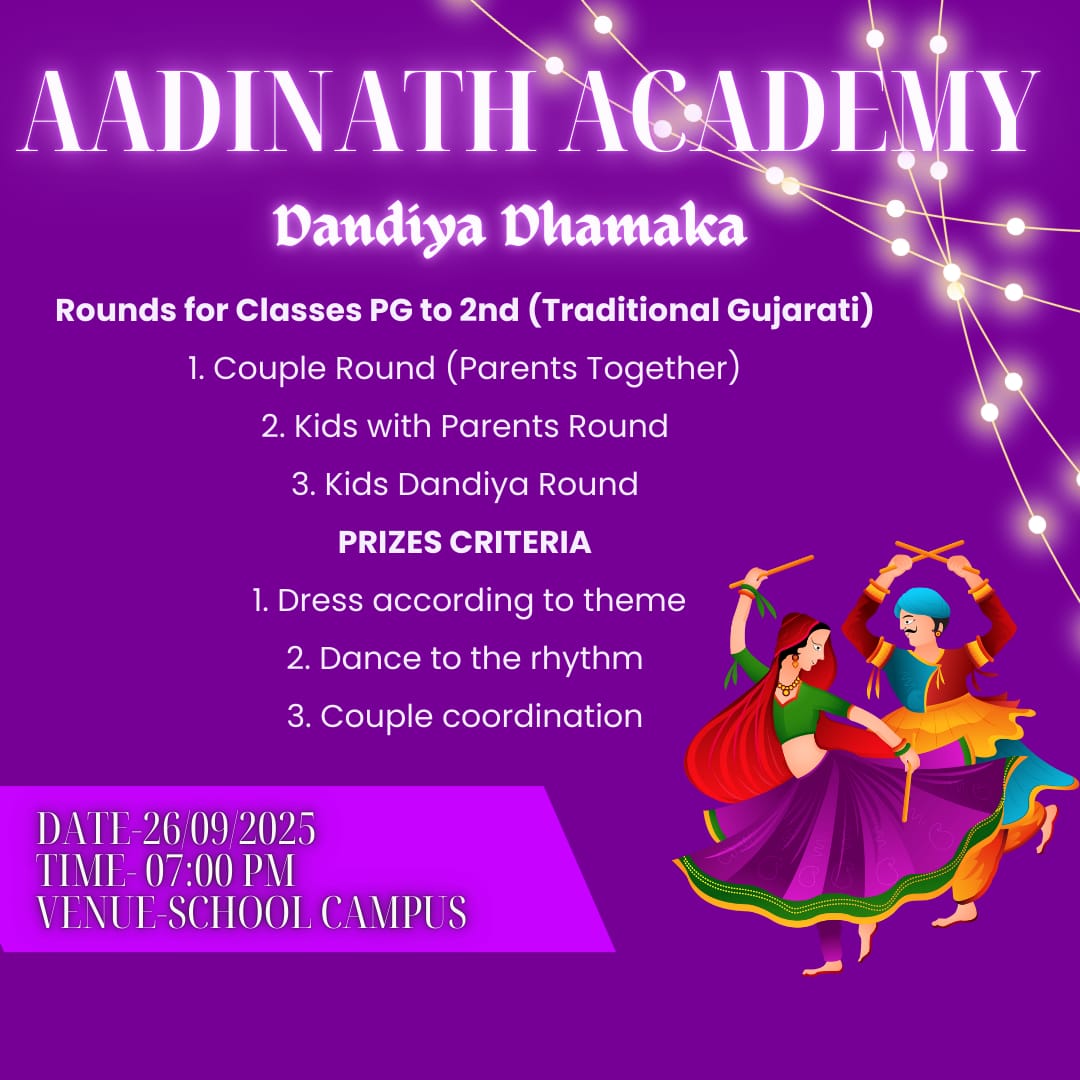 AADINATH ACADEMY
Dandiya Dhamaka
Rounds for Classes PG to 2nd (Traditional Gujarati)
1. Couple Round (Parents Together)
2. Kids with Parents Round
3. Kids Dandiya Round
PRIZES CRITERIA
1. Dress according to theme
2. Dance to the rhythm
3. Couple coordination
DATE-26/09/2025
TIME- 07:00 PM
VENUE-SCHOOL CAMPUS